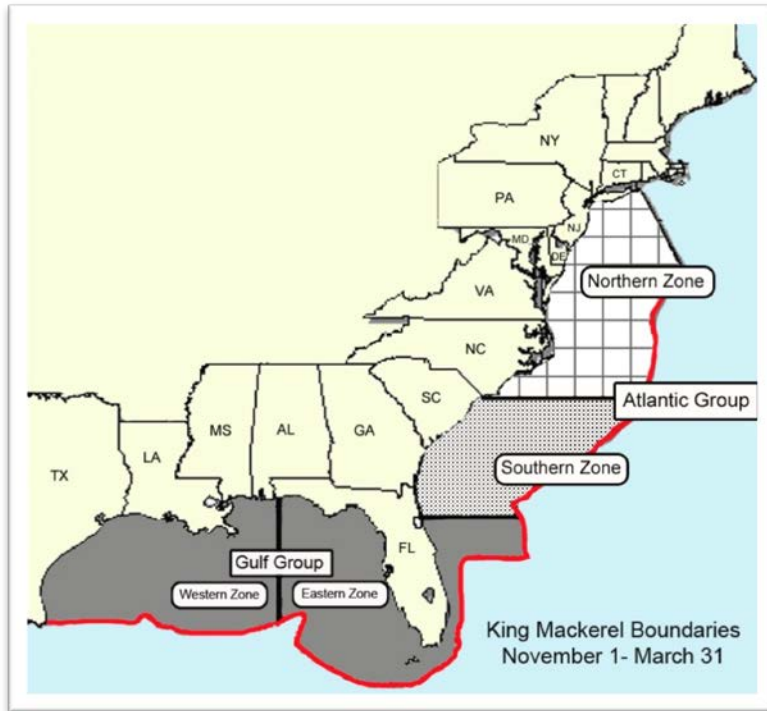 NY
CT
PA
NJ
MD
DE
Northern Zone
VA
NC
Atlantic Group
SC
MS
AL
GA
LA
TX
Southern Zone
FL
Gulf Group
Western Zone
Eastern Zone
King Mackerel Boundaries
November 1- March 31